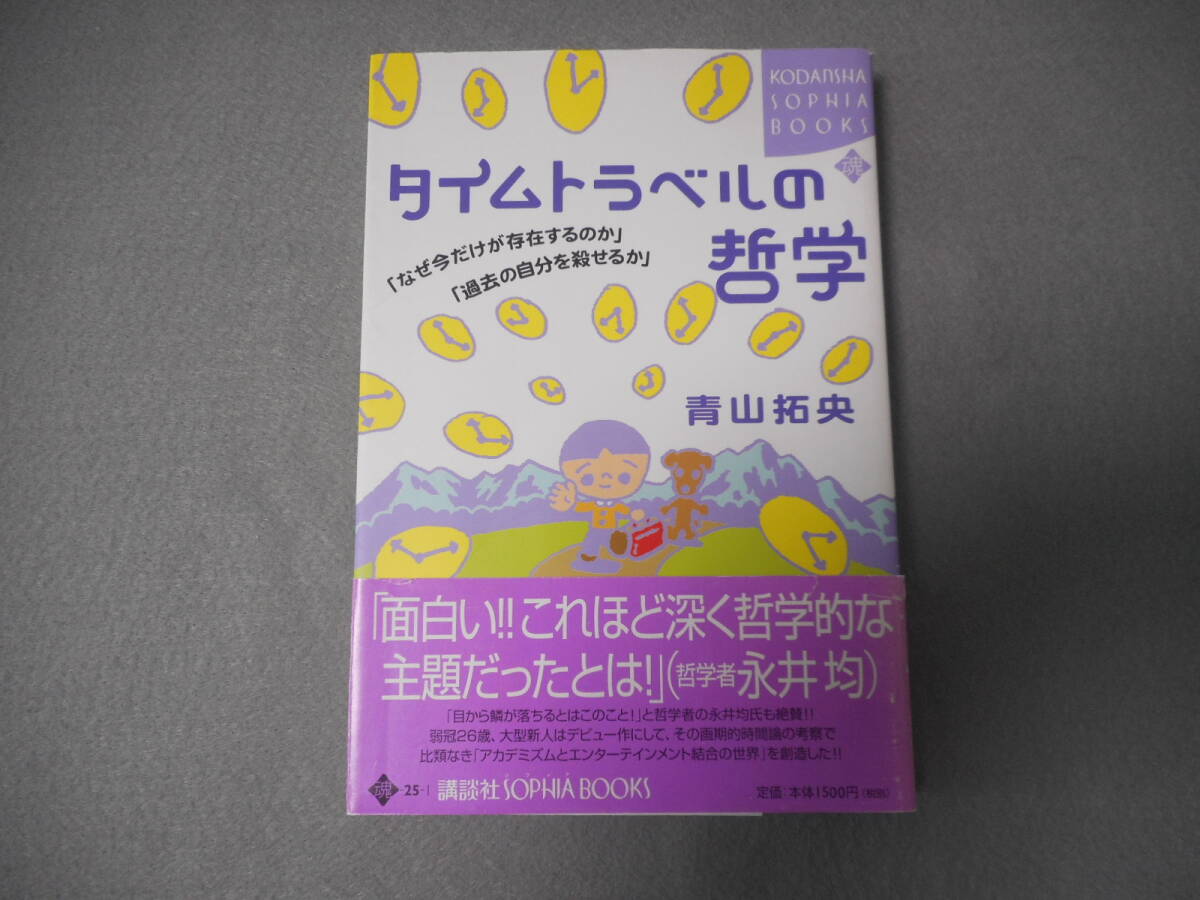 KODANSHA
SOPHIA
BOOKS
魂
タイムトラベルの
哲学
「なぜ今だけが存在するのか」
「過去の自分を殺せるか」
青山拓央
「面白い!!これほど深く哲学的な
主題だったとは!」(哲学者永井 均)
「目から鱗が落ちるとはこのこと!」と哲学者の永井均氏も絶賛!!
弱冠26歳、大型新人はデビュー作にして、その画期的時間論の考察で
比類なき「アカデミズムとエンターテインメント結合の世界」を創造した!!
魂-25-1 講談社SOPHIA BOOKS
定価:本体1500円(税別)